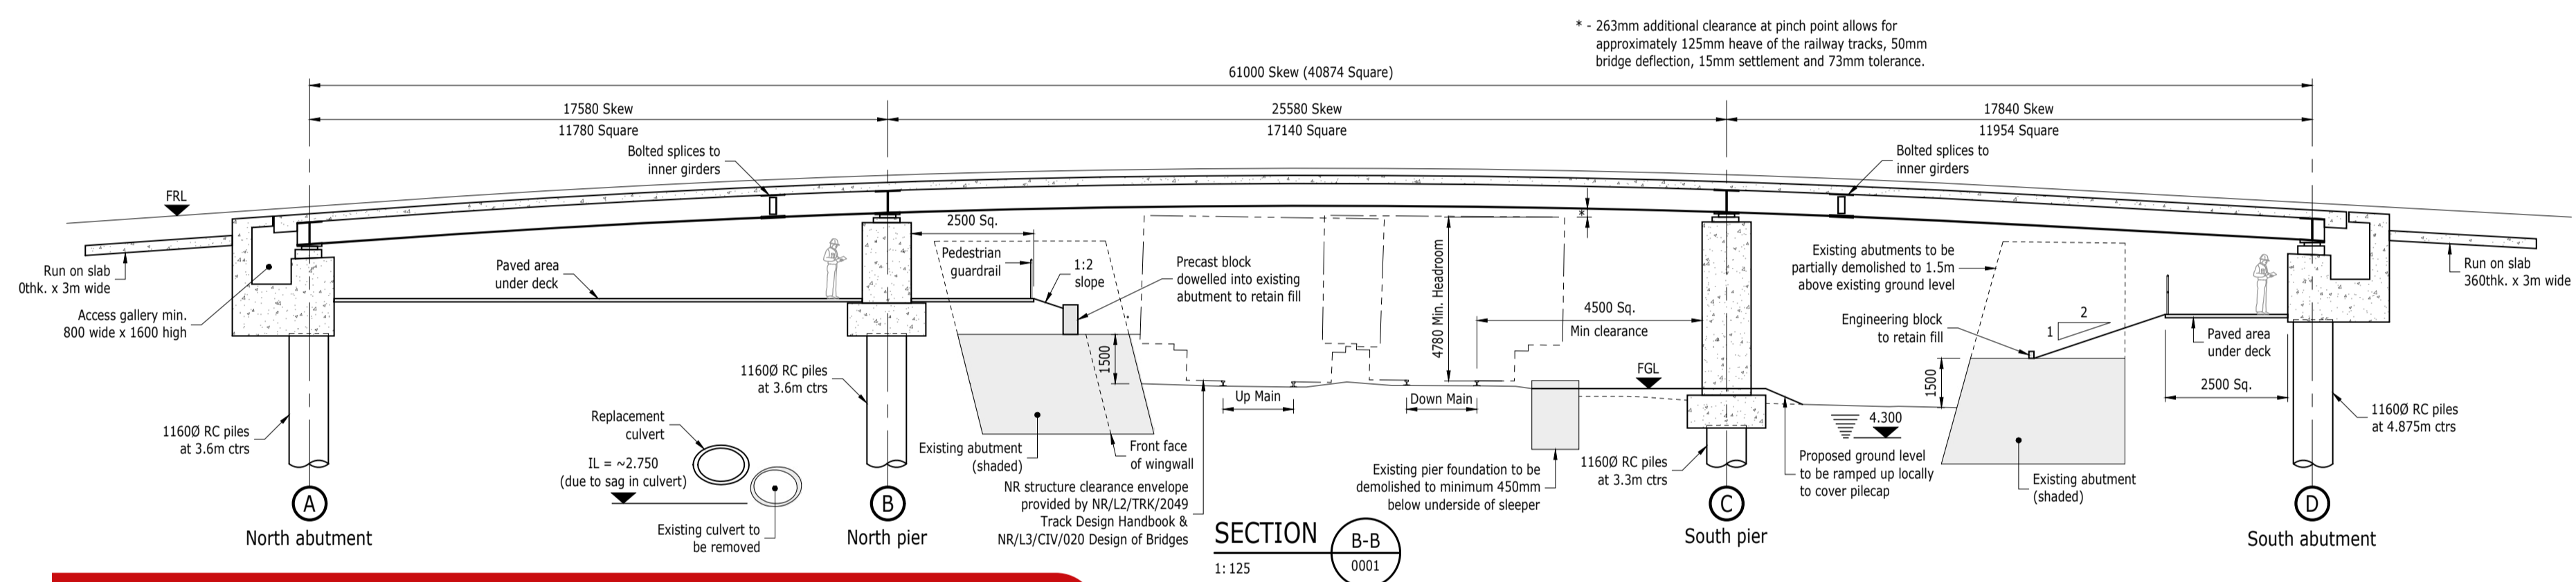 * - 263mm additional clearance at pinch point allows for
approximately 125mm heave of the railway tracks, 50mm
bridge deflection, 15mm settlement and 73mm tolerance.
61000 Skew (40874 Square)
17580 Skew
11780 Square
25580 Skew
17140 Square
17840 Skew
11954 Square
Bolted splices to
inner girders
Bolted splices to
inner girders
FRL
2500 Sq.
*
Run on slab
0thk. x 3m wide
Access gallery min.
800 wide x 1600 high
Paved area
under deck
Pedestrian
guardrail
1:2
slope
Precast block
dowelled into existing
abutment to retain fill
4780 Min. Headroom
4500 Sq.
Min clearance
Existing abutments to be
partially demolished to 1.5m
above existing ground level
Engineering block
to retain fill
2
1
Paved area
under deck
Run on slab
360thk. x 3m wide
1500
1500
2500 Sq.
FGL
Up Main
Down Main
4.300
1160Ø RC piles
at 3.6m ctrs
1160Ø RC piles
at 3.6m ctrs
Replacement
culvert
IL = ~2.750
(due to sag in culvert)
Existing culvert to
be removed
Existing abutment
(shaded)
Front face
of wingwall
NR structure clearance envelope
provided by NR/L2/TRK/2049
Track Design Handbook &
NR/L3/CIV/020 Design of Bridges
Existing pier foundation to be
demolished to minimum 450mm
below underside of sleeper
1160Ø RC piles
at 3.3m ctrs
Proposed ground level
to be ramped up locally
to cover pilecap
Existing abutment
(shaded)
1160Ø RC piles
at 4.875m ctrs
A
North abutment
B
North pier
C
South pier
D
South abutment
SECTION
B-B
0001
1: 125